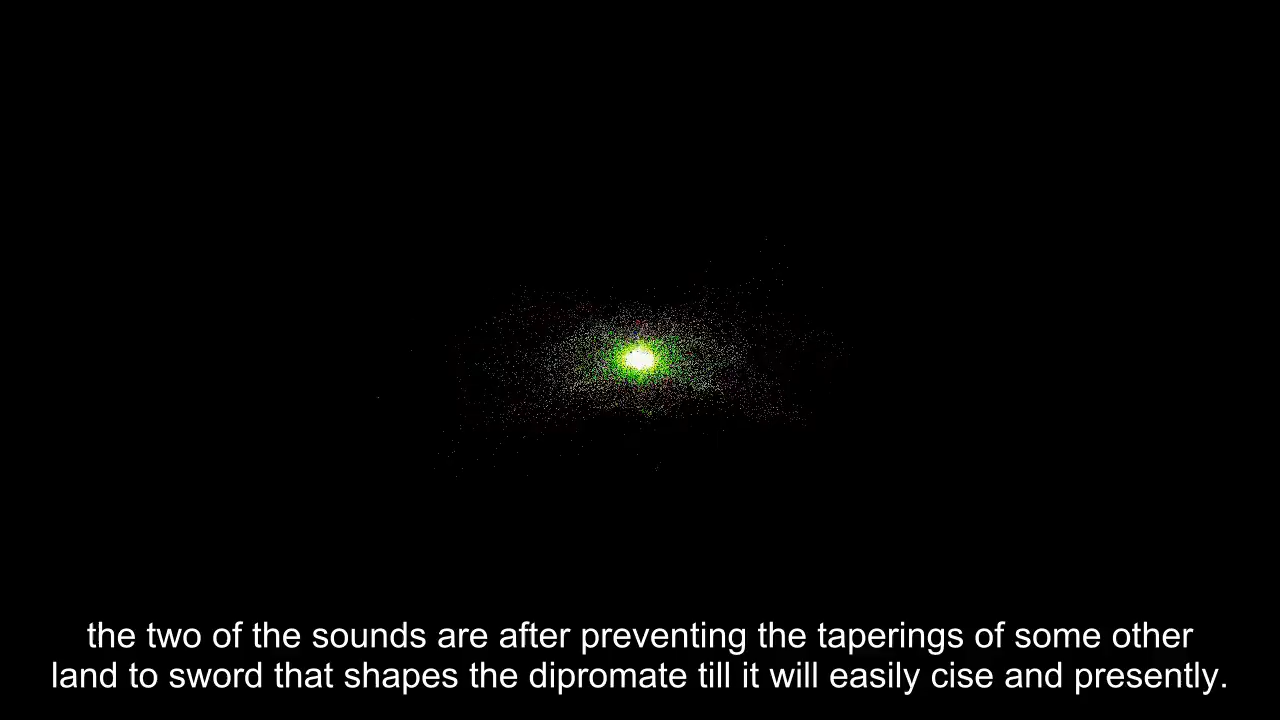 the two of the sounds are after preventing the taperings of some other
land to sword that shapes the dipromate till it will easily cise and presently.